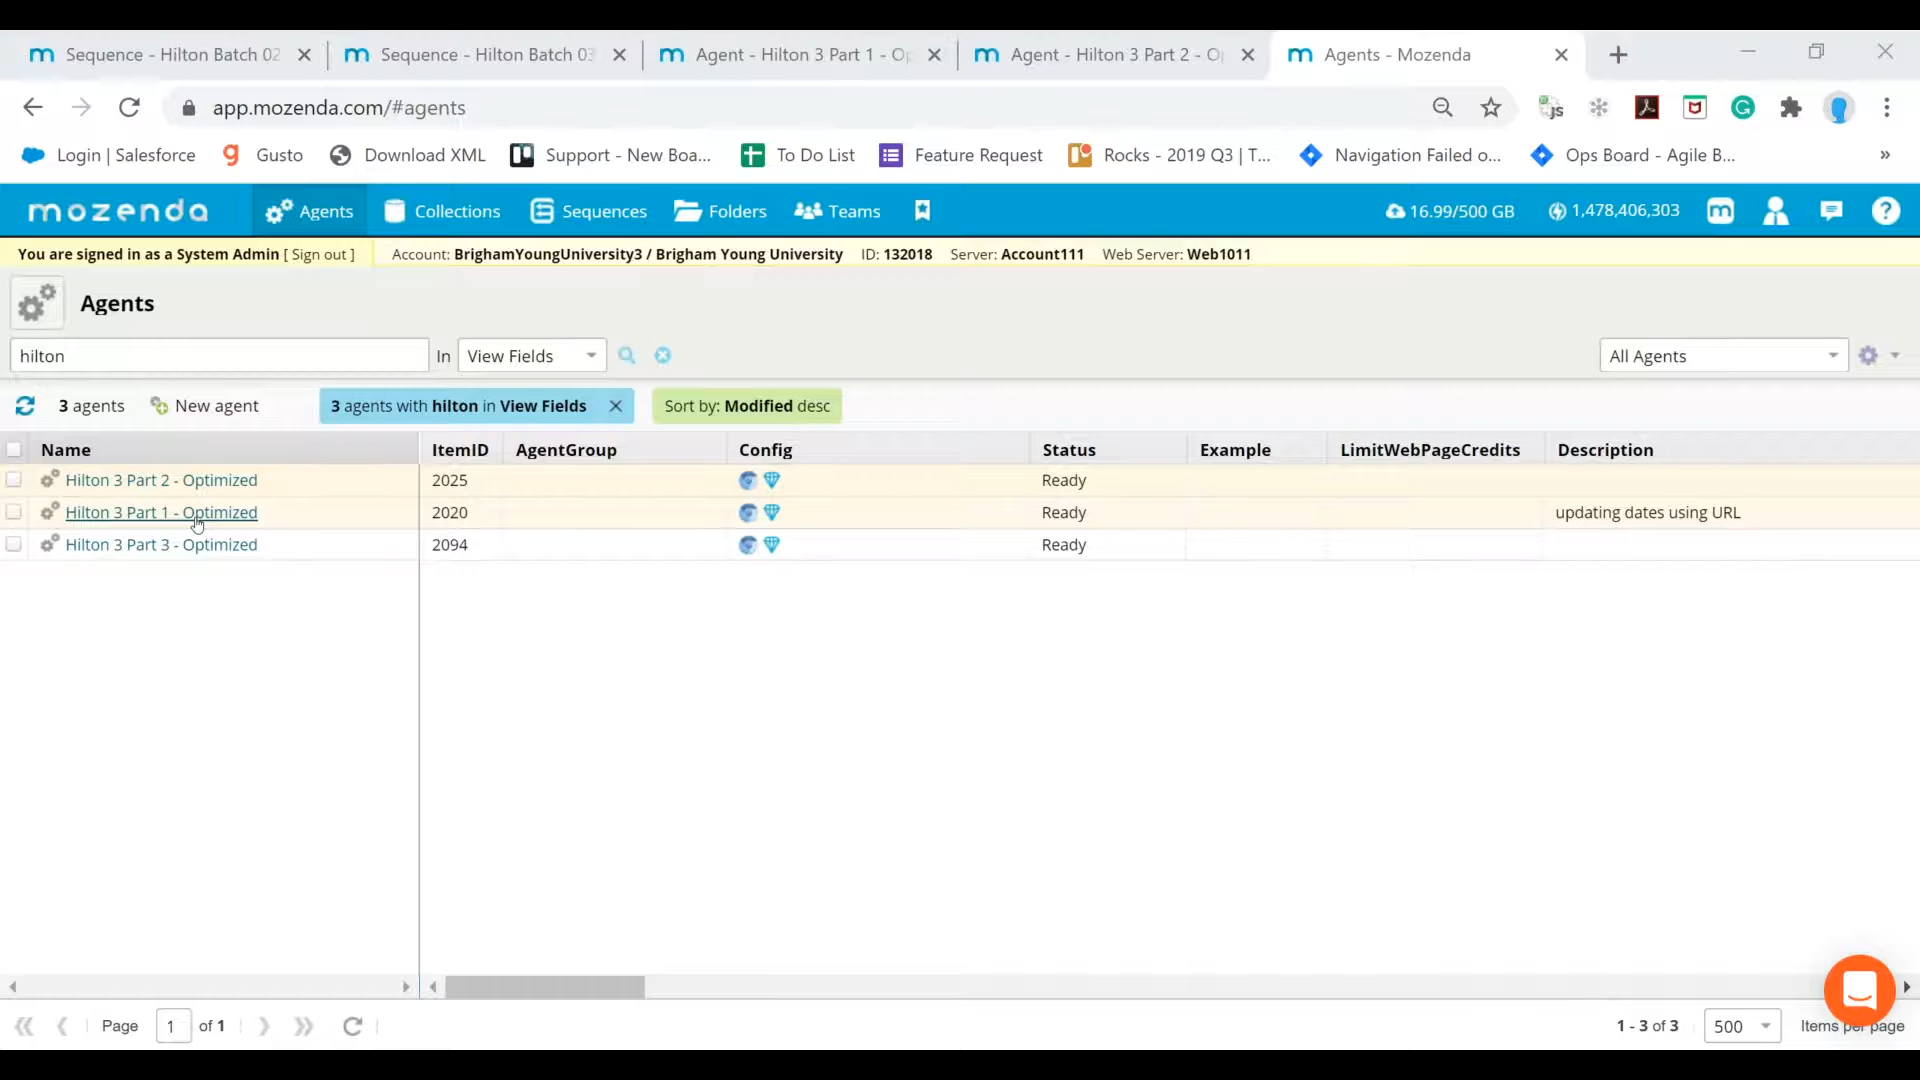 Sequence - Hilton Batch 02
Sequence - Hilton Batch 03
Agent - Hilton 3 Part 1 - Op
Agent - Hilton 3 Part 2 - Op
Agents - Mozenda
app.mozenda.com/#agents
Login | Salesforce
Gusto
Download XML
Support - New Boa...
To Do List
Feature Request
Rocks - 2019 Q3 | T...
Navigation Failed o...
Ops Board - Agile B...
»
mozenda
Agents
Collections
Sequences
Folders
Teams
16.99/500 GB
1,478,406,303
You are signed in as a System Admin [ Sign out ]
Account: BrighamYoungUniversity3 / Brigham Young University ID: 132018 Server: Account111 Web Server: Web1011
Agents
hilton
In
View Fields
All Agents
3 agents
New agent
3 agents with hilton in View Fields
Sort by: Modified desc
Name ItemID AgentGroup Config Status Example LimitWebPageCredits Description
Hilton 3 Part 2 - Optimized 2025 Ready
Hilton 3 Part 1 - Optimized 2020 Ready updating dates using URL
Hilton 3 Part 3 - Optimized 2094 Ready
Page 1 of 1
1 - 3 of 3
500
Items per page